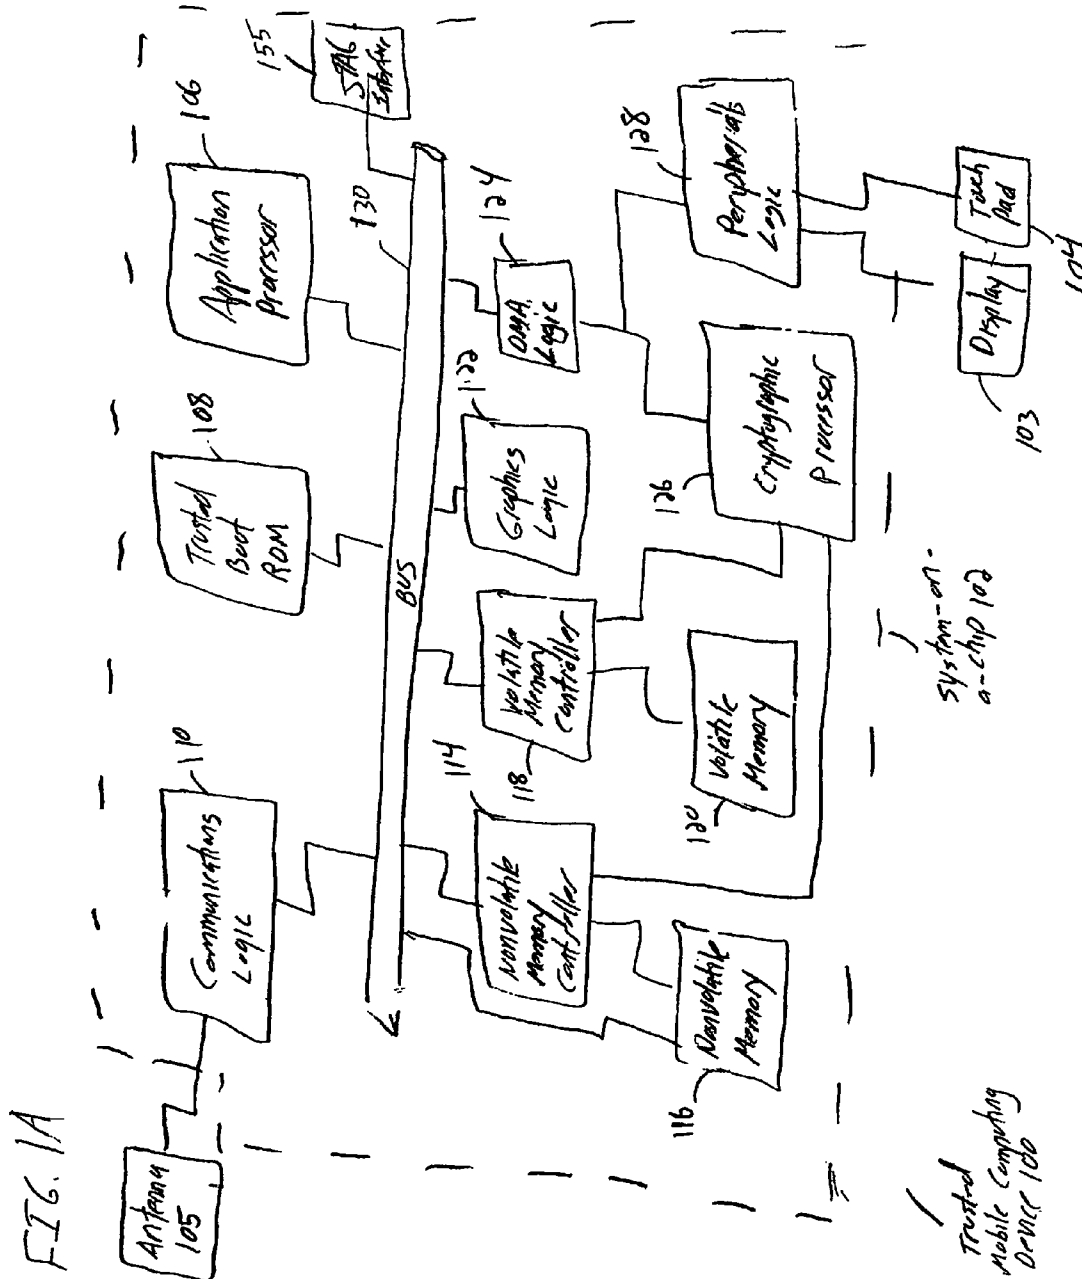 FIG. 1A
Antenna
105
Communications
Logic
110
Trusted
Boot
ROM
108
Application
Processor
106
155
Interface
130
BUS
Nonvolatile
Memory
Controller
114
Volatile
Memory
Controller
118
Graphics
Logic
122
DMA
Logic
124
Nonvolatile
Memory
116
Volatile
Memory
120
Cryptographic
Processor
126
Peripherals
Logic
128
Display
103
Touch
Pad
104
System-on-
a-chip 102
Trusted
Mobile Computing
Device 100